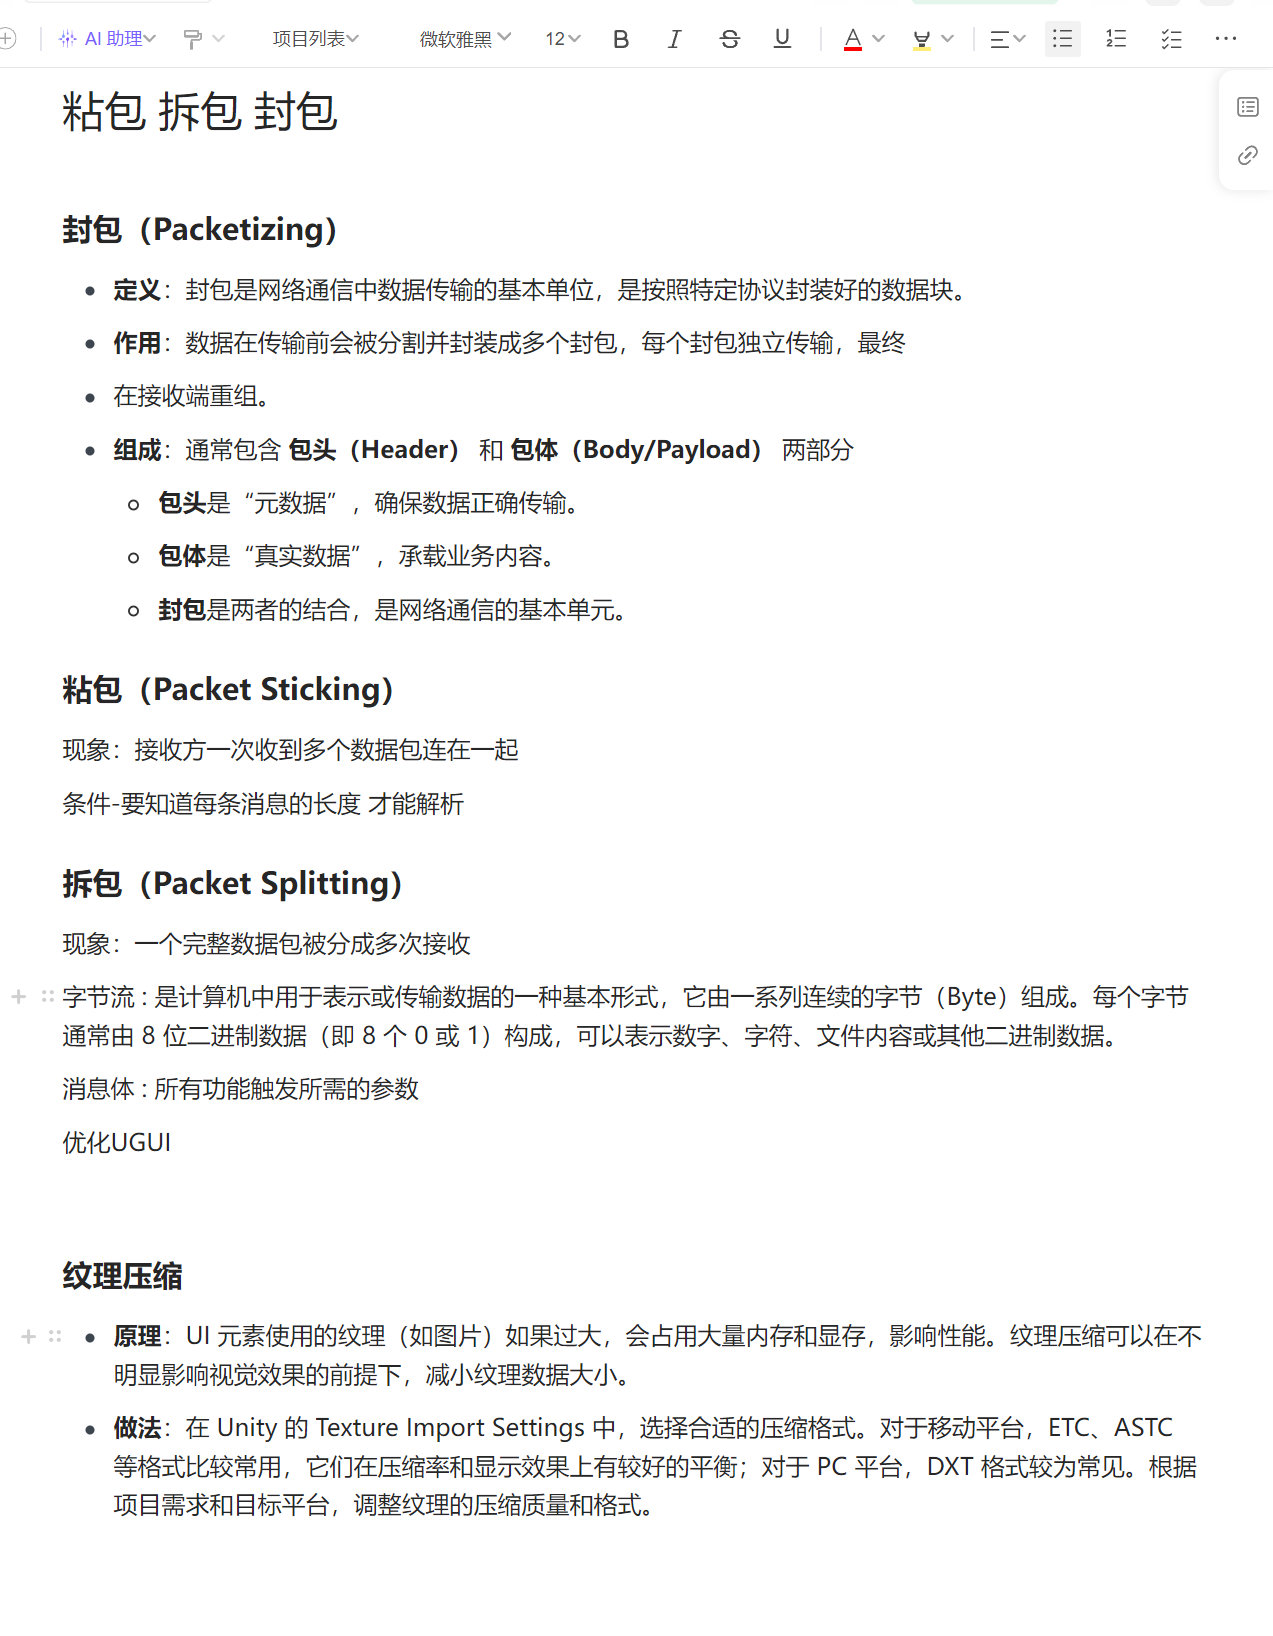 AI 助理
项目列表
微软雅黑
12
B I S U A
粘包 拆包 封包
封包（Packetizing）
定义：封包是网络通信中数据传输的基本单位，是按照特定协议封装好的数据块。
作用：数据在传输前会被分割并封装成多个封包，每个封包独立传输，最终
在接收端重组。
组成：通常包含 包头（Header） 和 包体（Body/Payload） 两部分
包头是“元数据”，确保数据正确传输。
包体是“真实数据”，承载业务内容。
封包是两者的结合，是网络通信的基本单元。
粘包（Packet Sticking）
现象：接收方一次收到多个数据包连在一起
条件-要知道每条消息的长度 才能解析
拆包（Packet Splitting）
现象：一个完整数据包被分成多次接收
字节流 : 是计算机中用于表示或传输数据的一种基本形式，它由一系列连续的字节（Byte）组成。每个字节
通常由 8 位二进制数据（即 8 个 0 或 1）构成，可以表示数字、字符、文件内容或其他二进制数据。
消息体 : 所有功能触发所需的参数
优化UGUI
纹理压缩
原理：UI 元素使用的纹理（如图片）如果过大，会占用大量内存和显存，影响性能。纹理压缩可以在不
明显影响视觉效果的前提下，减小纹理数据大小。
做法：在 Unity 的 Texture Import Settings 中，选择合适的压缩格式。对于移动平台，ETC、ASTC
等格式比较常用，它们在压缩率和显示效果上有较好的平衡；对于 PC 平台，DXT 格式较为常见。根据
项目需求和目标平台，调整纹理的压缩质量和格式。